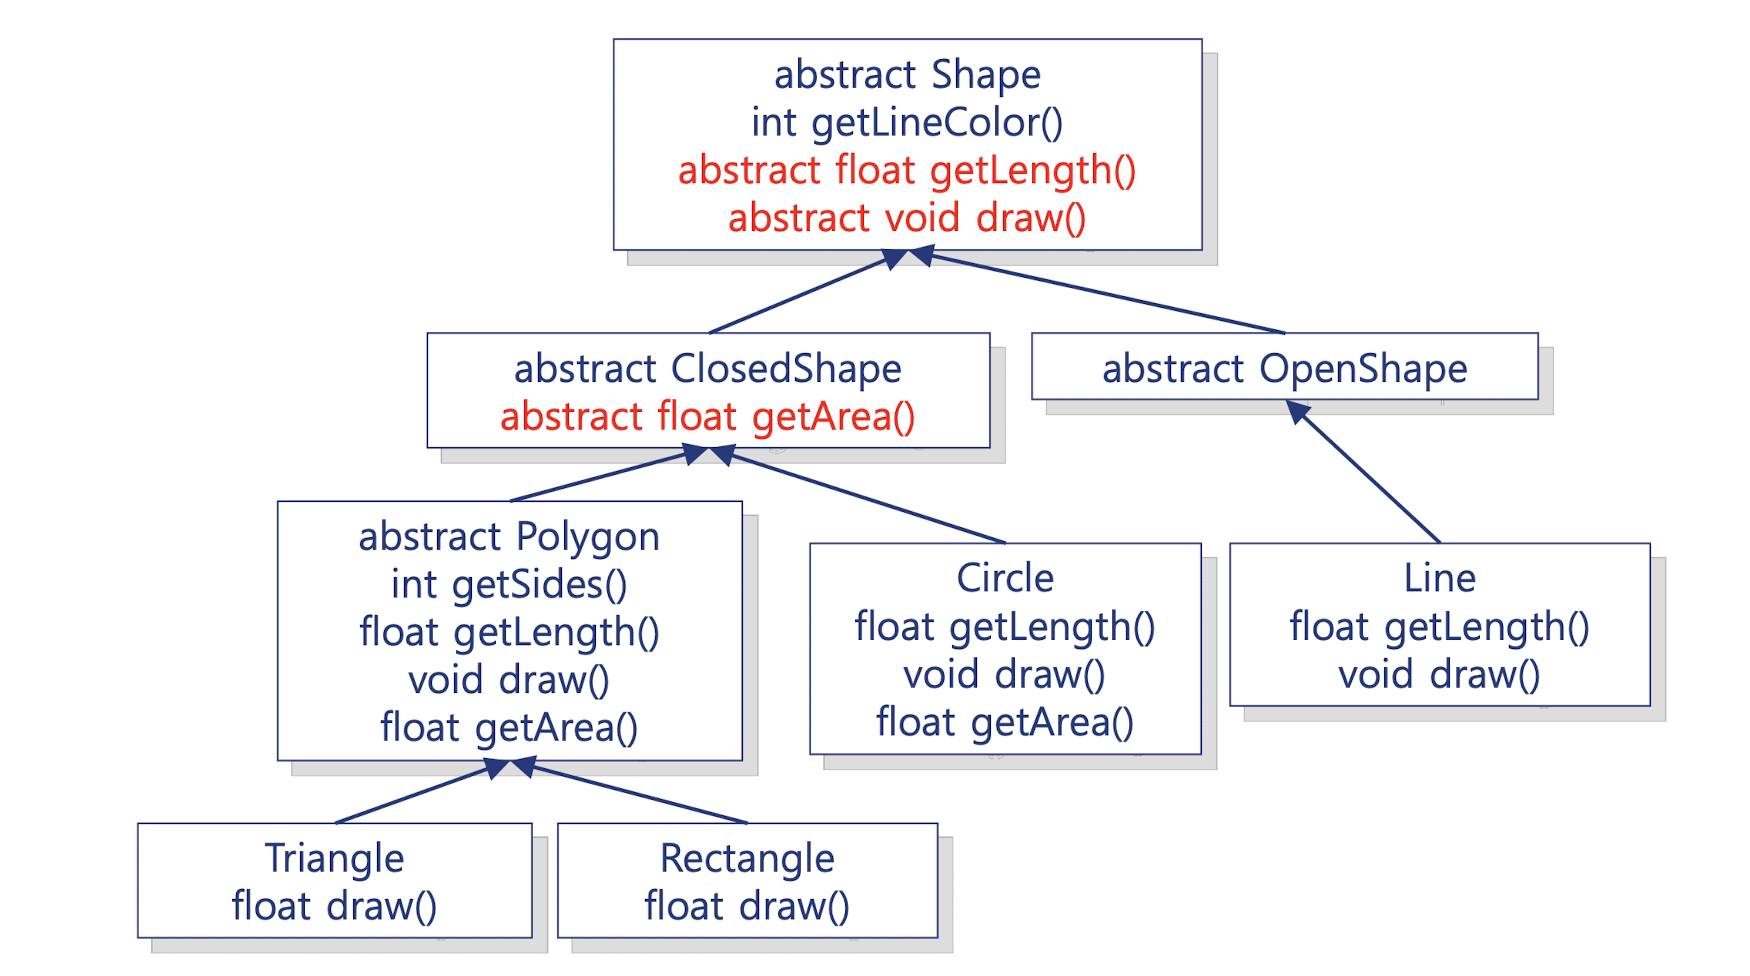 abstract Shape
int getLineColor()
abstract float getLength()
abstract void draw()
abstract ClosedShape
abstract float getArea()
abstract OpenShape
abstract Polygon
int getSides()
float getLength()
void draw()
float getArea()
Circle
float getLength()
void draw()
float getArea()
Line
float getLength()
void draw()
Triangle
float draw()
Rectangle
float draw()